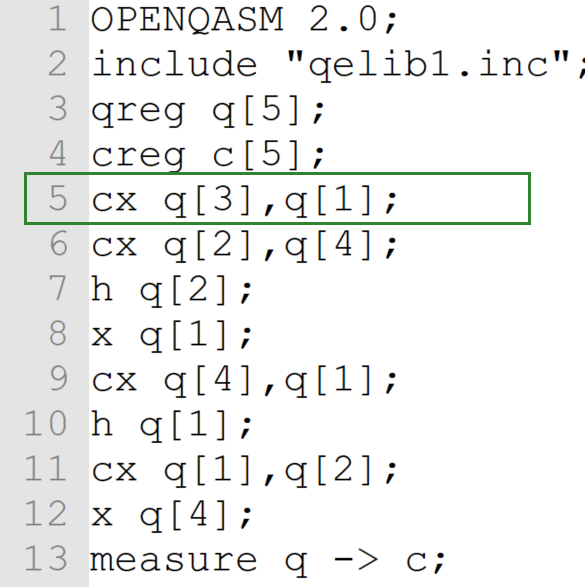 1 OPENQASM 2.0;
2 include "qelib1.inc";
3 qreg q[5];
4 creg c[5];
5 cx q[3],q[1];
6 cx q[2],q[4];
7 h q[2];
8 x q[1];
9 cx q[4],q[1];
10 h q[1];
11 cx q[1],q[2];
12 x q[4];
13 measure q -> c;